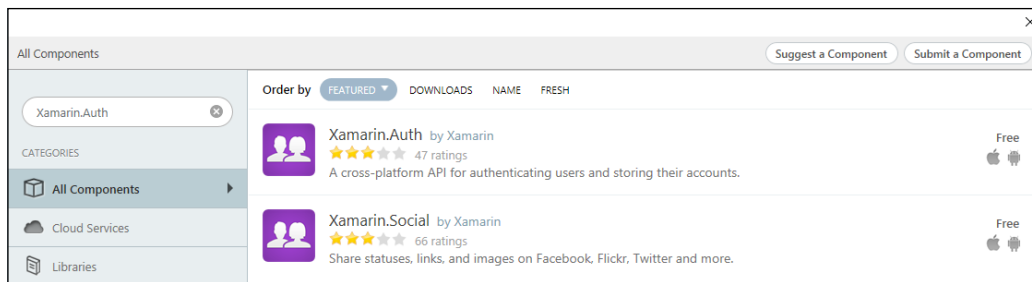 All Components
Suggest a Component
Submit a Component
Xamarin.Auth
CATEGORIES
All Components
Cloud Services
Libraries
Order by FEATURED DOWNLOADS NAME FRESH
Xamarin.Auth by Xamarin
47 ratings
A cross-platform API for authenticating users and storing their accounts.
Free
Xamarin.Social by Xamarin
66 ratings
Share statuses, links, and images on Facebook, Flickr, Twitter and more.
Free